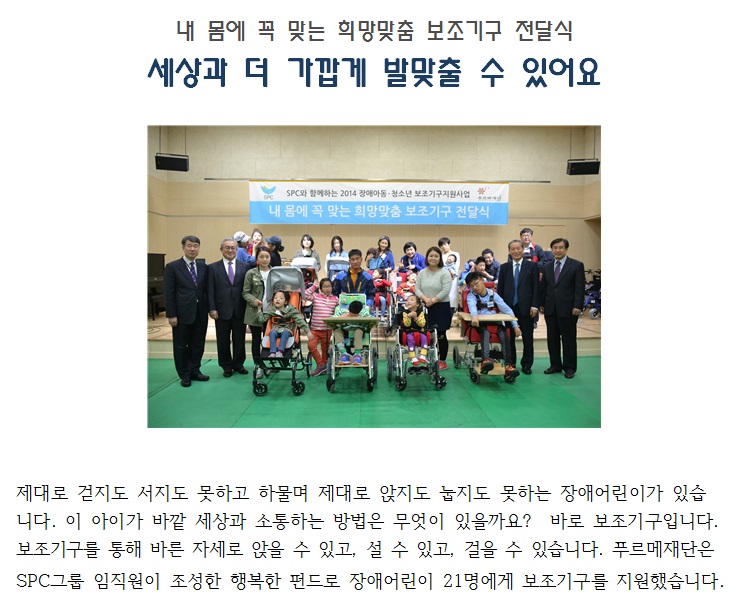 내 몸에 꼭 맞는 희망맞춤 보조기구 전달식
세상과 더 가깝게 발맞출 수 있어요
SPC
SPC와 함께하는 2014 장애아동·청소년 보조기구지원사업
푸르메재단
내 몸에 꼭 맞는 희망맞춤 보조기구 전달식
제대로 걷지도 서지도 못하고 하물며 제대로 앉지도 눕지도 못하는 장애어린이가 있습
니다. 이 아이가 바깥 세상과 소통하는 방법은 무엇이 있을까요? 바로 보조기구입니다.
보조기구를 통해 바른 자세로 앉을 수 있고, 설 수 있고, 걸을 수 있습니다. 푸르메재단은
SPC그룹 임직원이 조성한 행복한 펀드로 장애어린이 21명에게 보조기구를 지원했습니다.